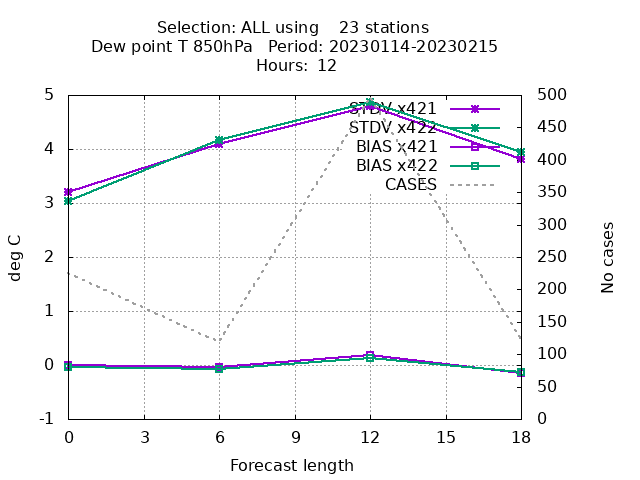 Selection: ALL using    23 stations
Dew point T 850hPa   Period: 20230114-20230215
Hours: 12
STDV x421
STDV x422
BIAS x421
BIAS x422
CASES
5
4
3
2
1
0
-1
deg C
500
450
400
350
300
250
200
150
100
50
0
No cases
0 3 6 9 12 15 18
Forecast length